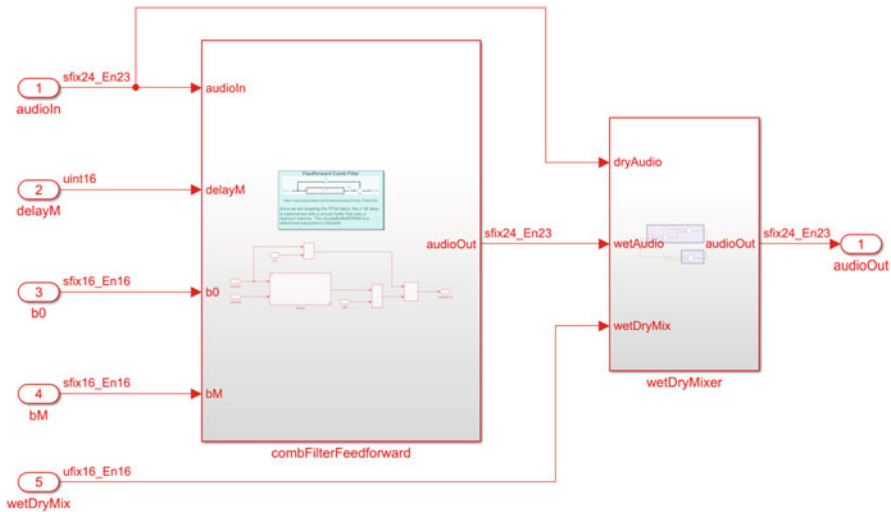 1
sfix24_En23
audioIn
2
uint16
delayM
3
sfix16_En16
b0
4
sfix16_En16
bM
5
ufix16_En16
wetDryMix
audioIn
delayM
b0
bM
Feedforward Comb Filter
audioOut
combFilterFeedforward
sfix24_En23
dryAudio
wetAudio
wetDryMix
audioOut
wetDryMixer
sfix24_En23
1
audioOut